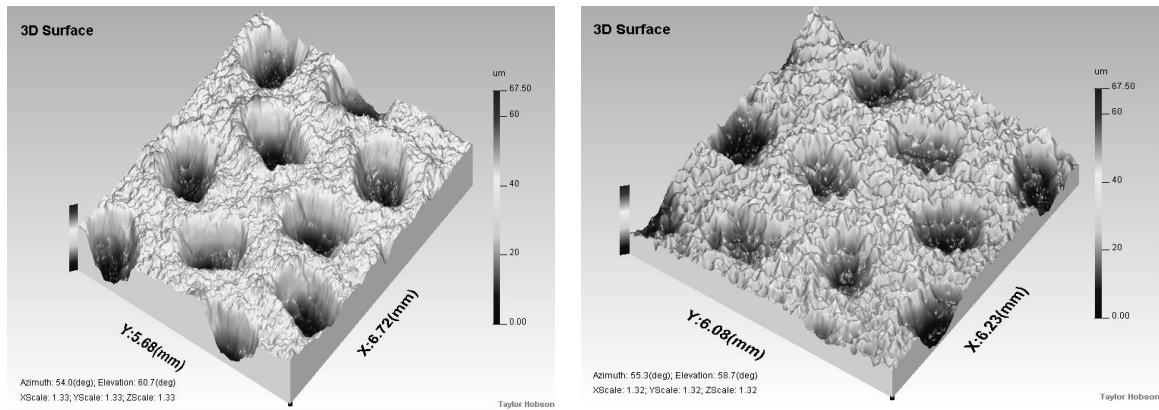 3D Surface
um
67.50
60
40
20
0.00
Y:5.68(mm)
X:6.72(mm)
Azimuth: 54.0(deg); Elevation: 60.7(deg)
XScale: 1.33; YScale: 1.33; ZScale: 1.33
Taylor Hobson
3D Surface
um
67.50
60
40
20
0.00
Y:6.08(mm)
X:6.23(mm)
Azimuth: 55.3(deg); Elevation: 58.7(deg)
XScale: 1.32; YScale: 1.32; ZScale: 1.32
Taylor Hobson